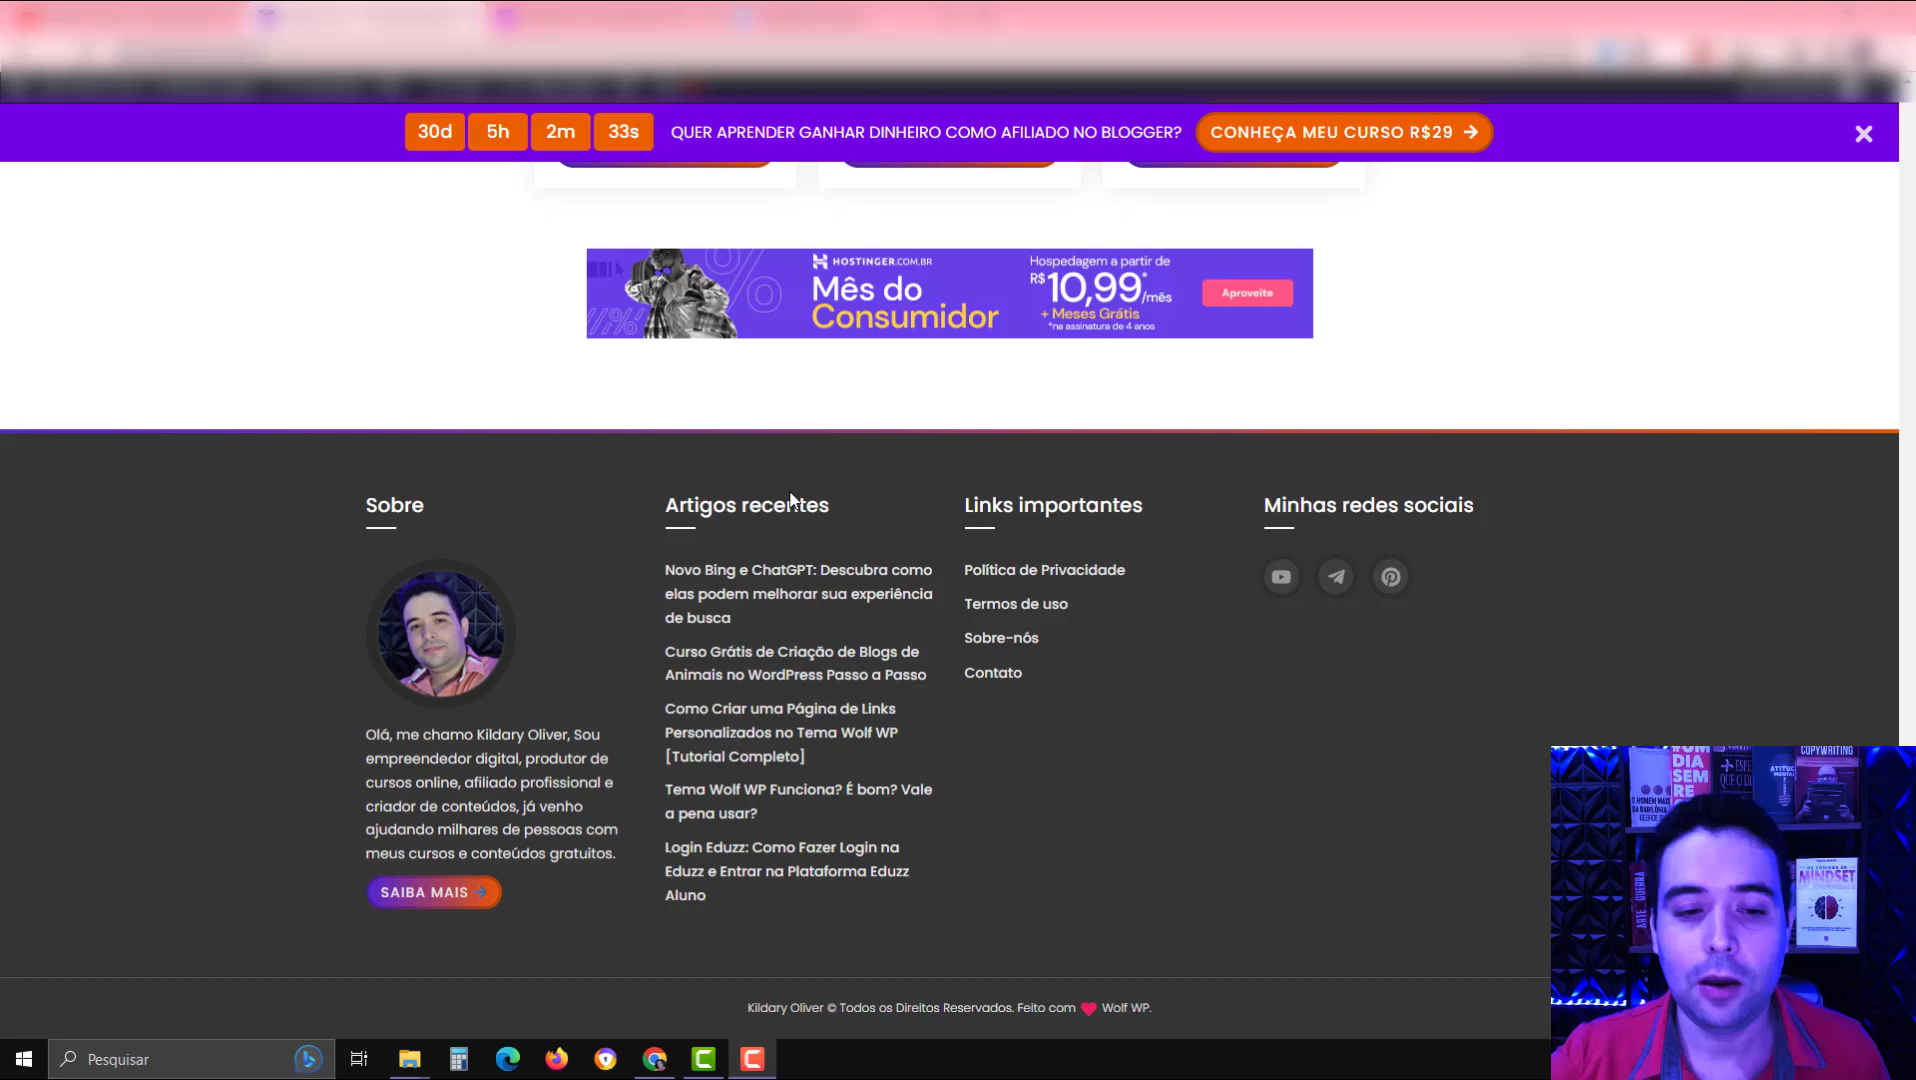 30d 5h 2m 33s QUER APRENDER GANHAR DINHEIRO COMO AFILIADO NO BLOGGER? CONHEÇA MEU CURSO R$29
HOSTINGER.COM.BR
Mês do
Consumidor
Hospedagem a partir de
R$ 10,99* /mês
+ Meses Grátis
*na assinatura de 4 anos
Aproveite
Sobre
Olá, me chamo Kildary Oliver, Sou
empreendedor digital, produtor de
cursos online, afiliado profissional e
criador de conteúdos, já venho
ajudando milhares de pessoas com
meus cursos e conteúdos gratuitos.
SAIBA MAIS
Artigos recentes
Novo Bing e ChatGPT: Descubra como
elas podem melhorar sua experiência
de busca
Curso Grátis de Criação de Blogs de
Animais no WordPress Passo a Passo
Como Criar uma Página de Links
Personalizados no Tema Wolf WP
[Tutorial Completo]
Tema Wolf WP Funciona? É bom? Vale
a pena usar?
Login Eduzz: Como Fazer Login na
Eduzz e Entrar na Plataforma Eduzz
Aluno
Links importantes
Política de Privacidade
Termos de uso
Sobre-nós
Contato
Minhas redes sociais
COPYWRITING
DIA
SEM
MINDSET
ARTE GUERRA
Kildary Oliver © Todos os Direitos Reservados. Feito com ❤ Wolf WP.
Pesquisar